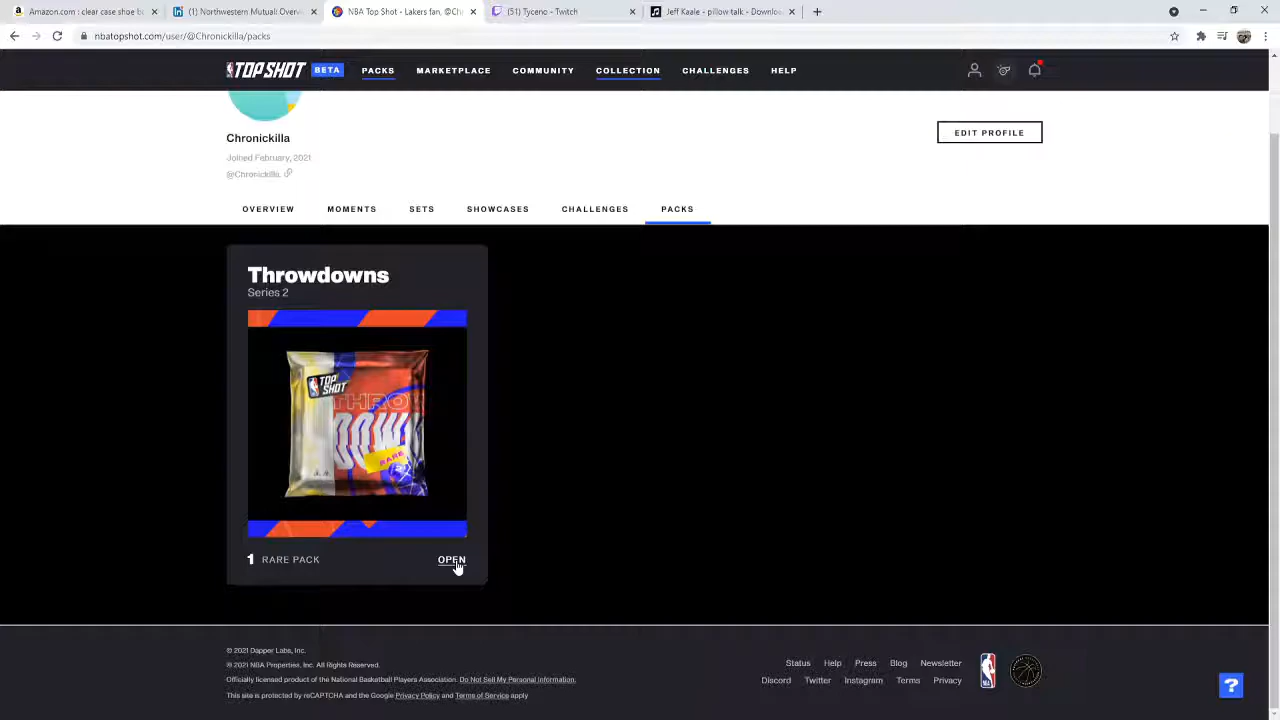 Amazon.com : clear case shoe b
(1) Northwestern Mutual: Overv
NBA Top Shot - Lakers fan, @Ch
(51) Tyceno - Twitch
Jeff Kaale - pillow talk - Downloa
nbatopshot.com/user/@Chronickilla/packs
TOP SHOT BETA PACKS MARKETPLACE COMMUNITY COLLECTION CHALLENGES HELP
Chronickilla
EDIT PROFILE
Joined February, 2021
@Chronickilla.
OVERVIEW MOMENTS SETS SHOWCASES CHALLENGES PACKS
Throwdowns
Series 2
TOP
SHOT
THRO
DOW
RARE
1 RARE PACK OPEN
© 2021 Dapper Labs, Inc.
© 2021 NBA Properties, Inc. All Rights Reserved.
Officially licensed product of the National Basketball Players Association. Do Not Sell My Personal Information.
This site is protected by reCAPTCHA and the Google Privacy Policy and Terms of Service apply
Status Help Press Blog Newsletter
Discord Twitter Instagram Terms Privacy
?